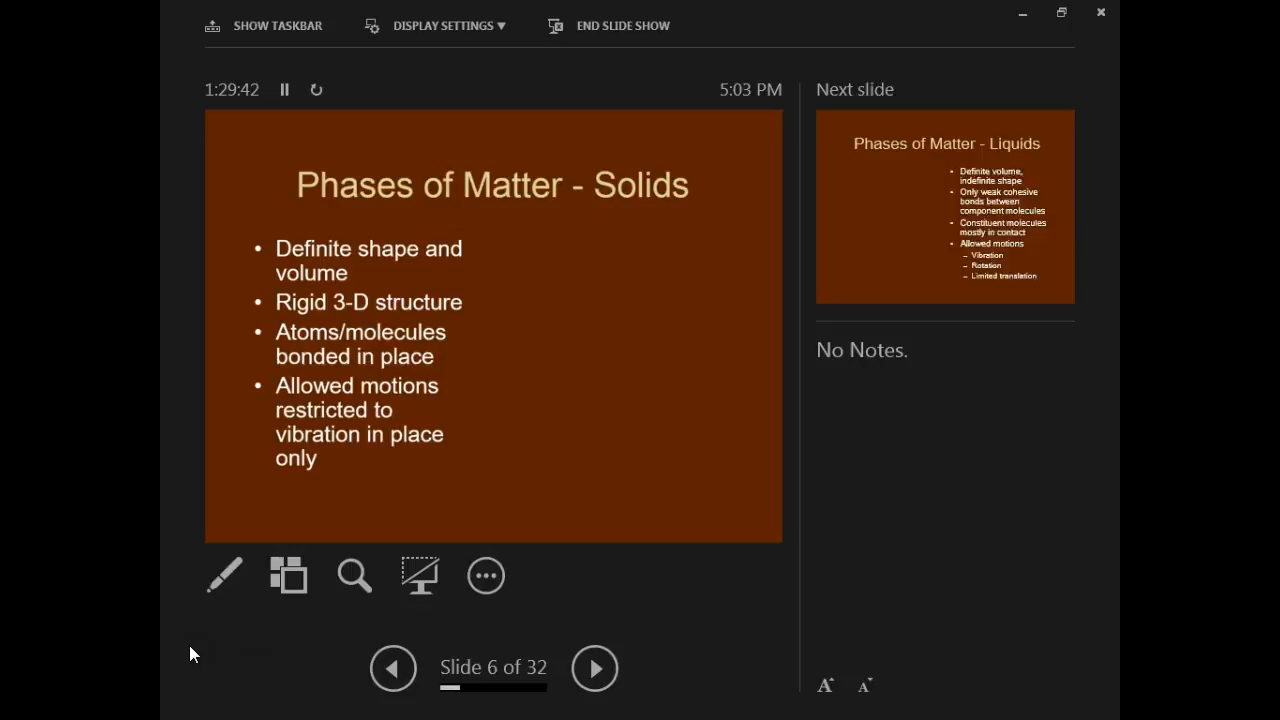 SHOW TASKBAR
DISPLAY SETTINGS ▼
END SLIDE SHOW
1:29:42
5:03 PM
Phases of Matter - Solids
• Definite shape and
volume
• Rigid 3-D structure
• Atoms/molecules
bonded in place
• Allowed motions
restricted to
vibration in place
only
Slide 6 of 32
Next slide
Phases of Matter - Liquids
• Definite volume,
indefinite shape
• Only weak cohesive
bonds between
component molecules
• Constituent molecules
mostly in contact
• Allowed motions
– Vibration
– Rotation
– Limited translation
No Notes.
A A